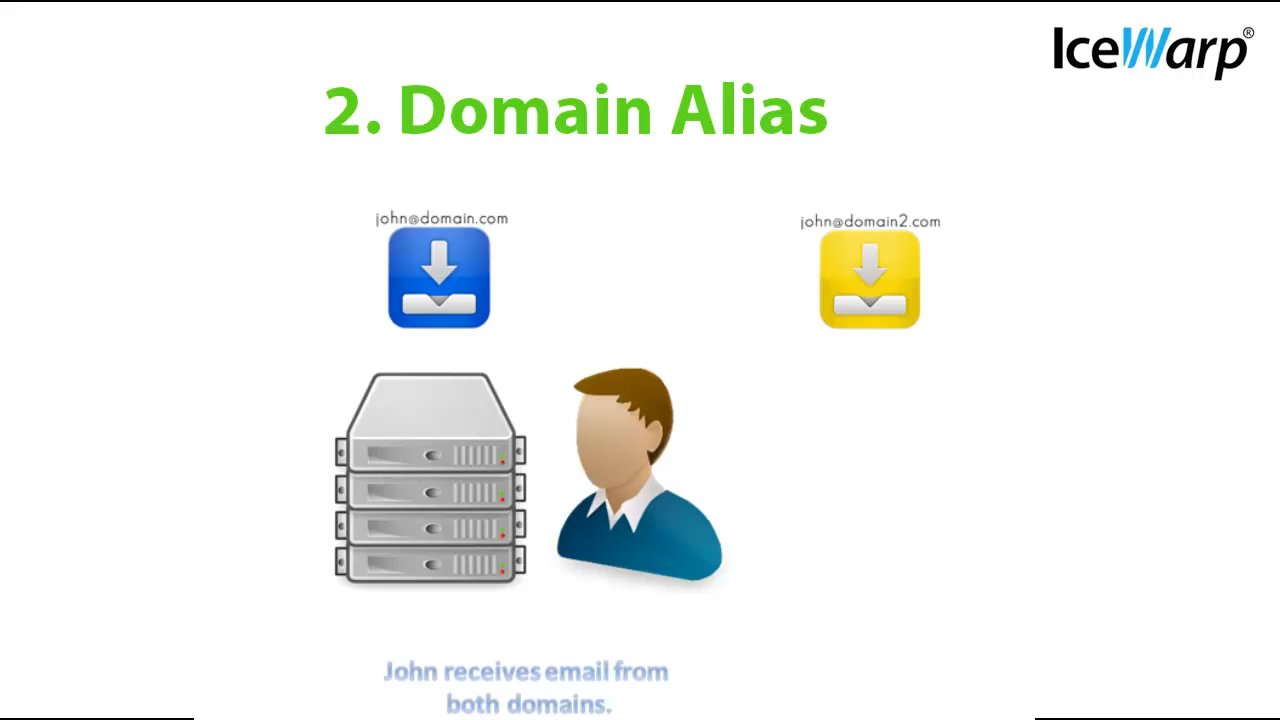 IceWarp®
2. Domain Alias
john@domain.com
john@domain2.com
John receives email from
both domains.